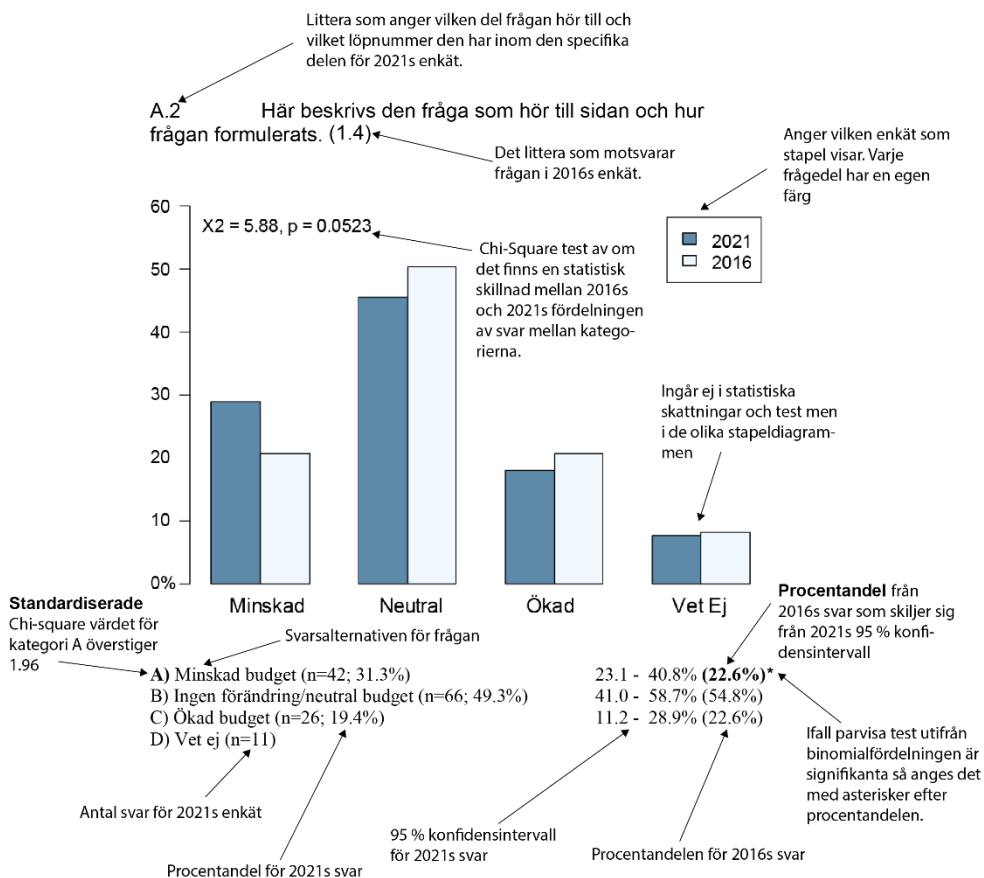 Littera som anger vilken del frågan hör till och
vilket löpnummer den har inom den specifika
delen för 2021s enkät.
A.2 Här beskrivs den fråga som hör till sidan och hur
frågan formulerats. (1.4)
Det littera som motsvarar
frågan i 2016s enkät.
Anger vilken enkät som
stapel visar. Varje
frågedel har en egen
färg
2021
2016
X2 = 5.88, p = 0.0523
Chi-Square test av om
det finns en statistisk
skillnad mellan 2016s
och 2021s fördelningen
av svar mellan katego-
rierna.
Ingår ej i statistiska
skattningar och test men
i de olika stapeldiagram-
men
60
50
40
30
20
10
0%
Minskad Neutral Ökad Vet Ej
Standardiserade
Chi-square värdet för
kategori A överstiger
1.96
Svarsalternativen för frågan
Procentandel från
2016s svar som skiljer sig
från 2021s 95 % konfi-
densintervall
A) Minskad budget (n=42; 31.3%) 23.1 - 40.8% (22.6%)*
B) Ingen förändring/neutral budget (n=66; 49.3%) 41.0 - 58.7% (54.8%)
C) Ökad budget (n=26; 19.4%) 11.2 - 28.9% (22.6%)
D) Vet ej (n=11)
Ifall parvisa test utifrån
binomialfördelningen är
signifikanta så anges det
med asterisker efter
procentandelen.
Antal svar för 2021s enkät
Procentandel för 2021s svar
95 % konfidensintervall
för 2021s svar
Procentandelen för 2016s svar